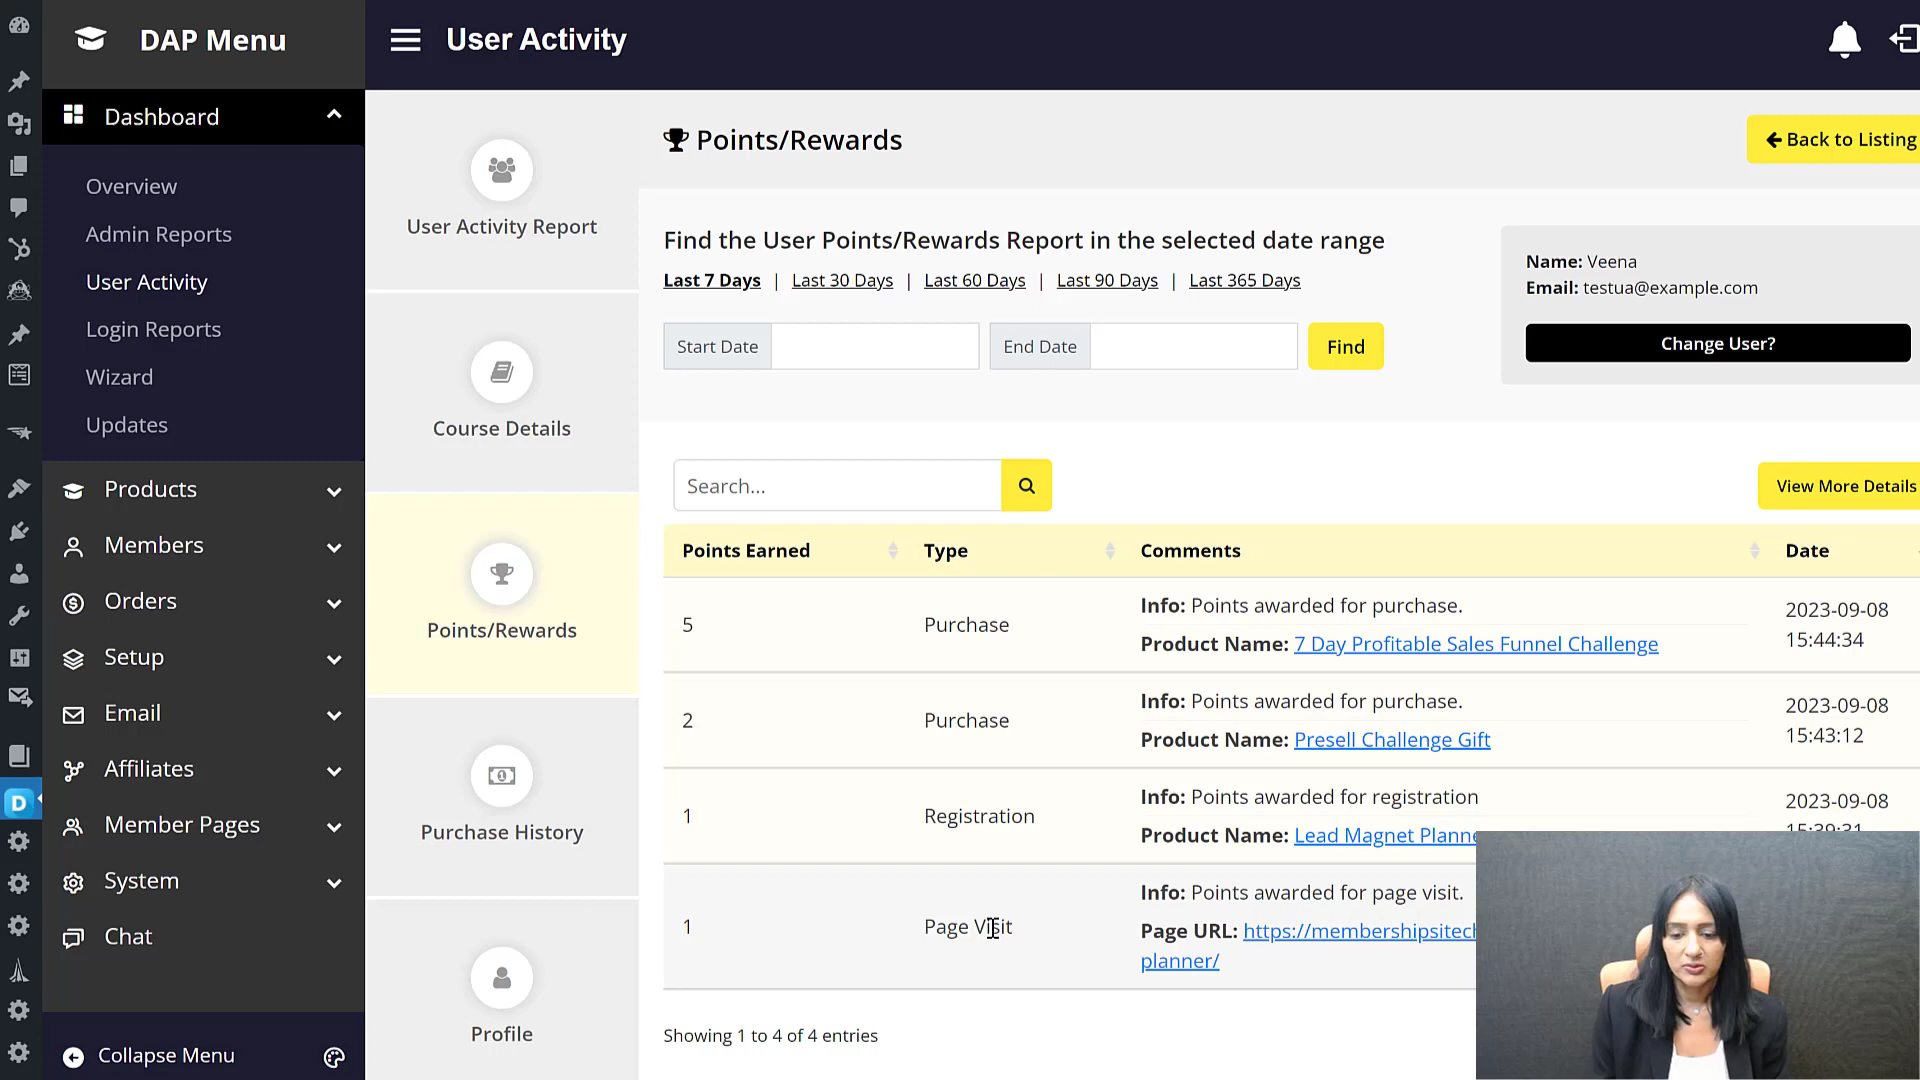 DAP Menu
User Activity
Dashboard
Overview
Admin Reports
User Activity
Login Reports
Wizard
Updates
Products
Members
Orders
Setup
Email
Affiliates
Member Pages
System
Chat
Collapse Menu
D
User Activity Report
Course Details
Points/Rewards
Purchase History
Profile
Points/Rewards
Back to Listing
Find the User Points/Rewards Report in the selected date range
Last 7 Days | Last 30 Days | Last 60 Days | Last 90 Days | Last 365 Days
Start Date
End Date
Find
Name: Veena
Email: testua@example.com
Change User?
Search...
View More Details
Points Earned Type Comments Date
5 Purchase Info: Points awarded for purchase.
Product Name: 7 Day Profitable Sales Funnel Challenge
2023-09-08
15:44:34
2 Purchase Info: Points awarded for purchase.
Product Name: Presell Challenge Gift
2023-09-08
15:43:12
1 Registration Info: Points awarded for registration
Product Name: Lead Magnet Planne
2023-09-08
1 Page Visit Info: Points awarded for page visit.
Page URL: https://membershipsitech
planner/
Showing 1 to 4 of 4 entries